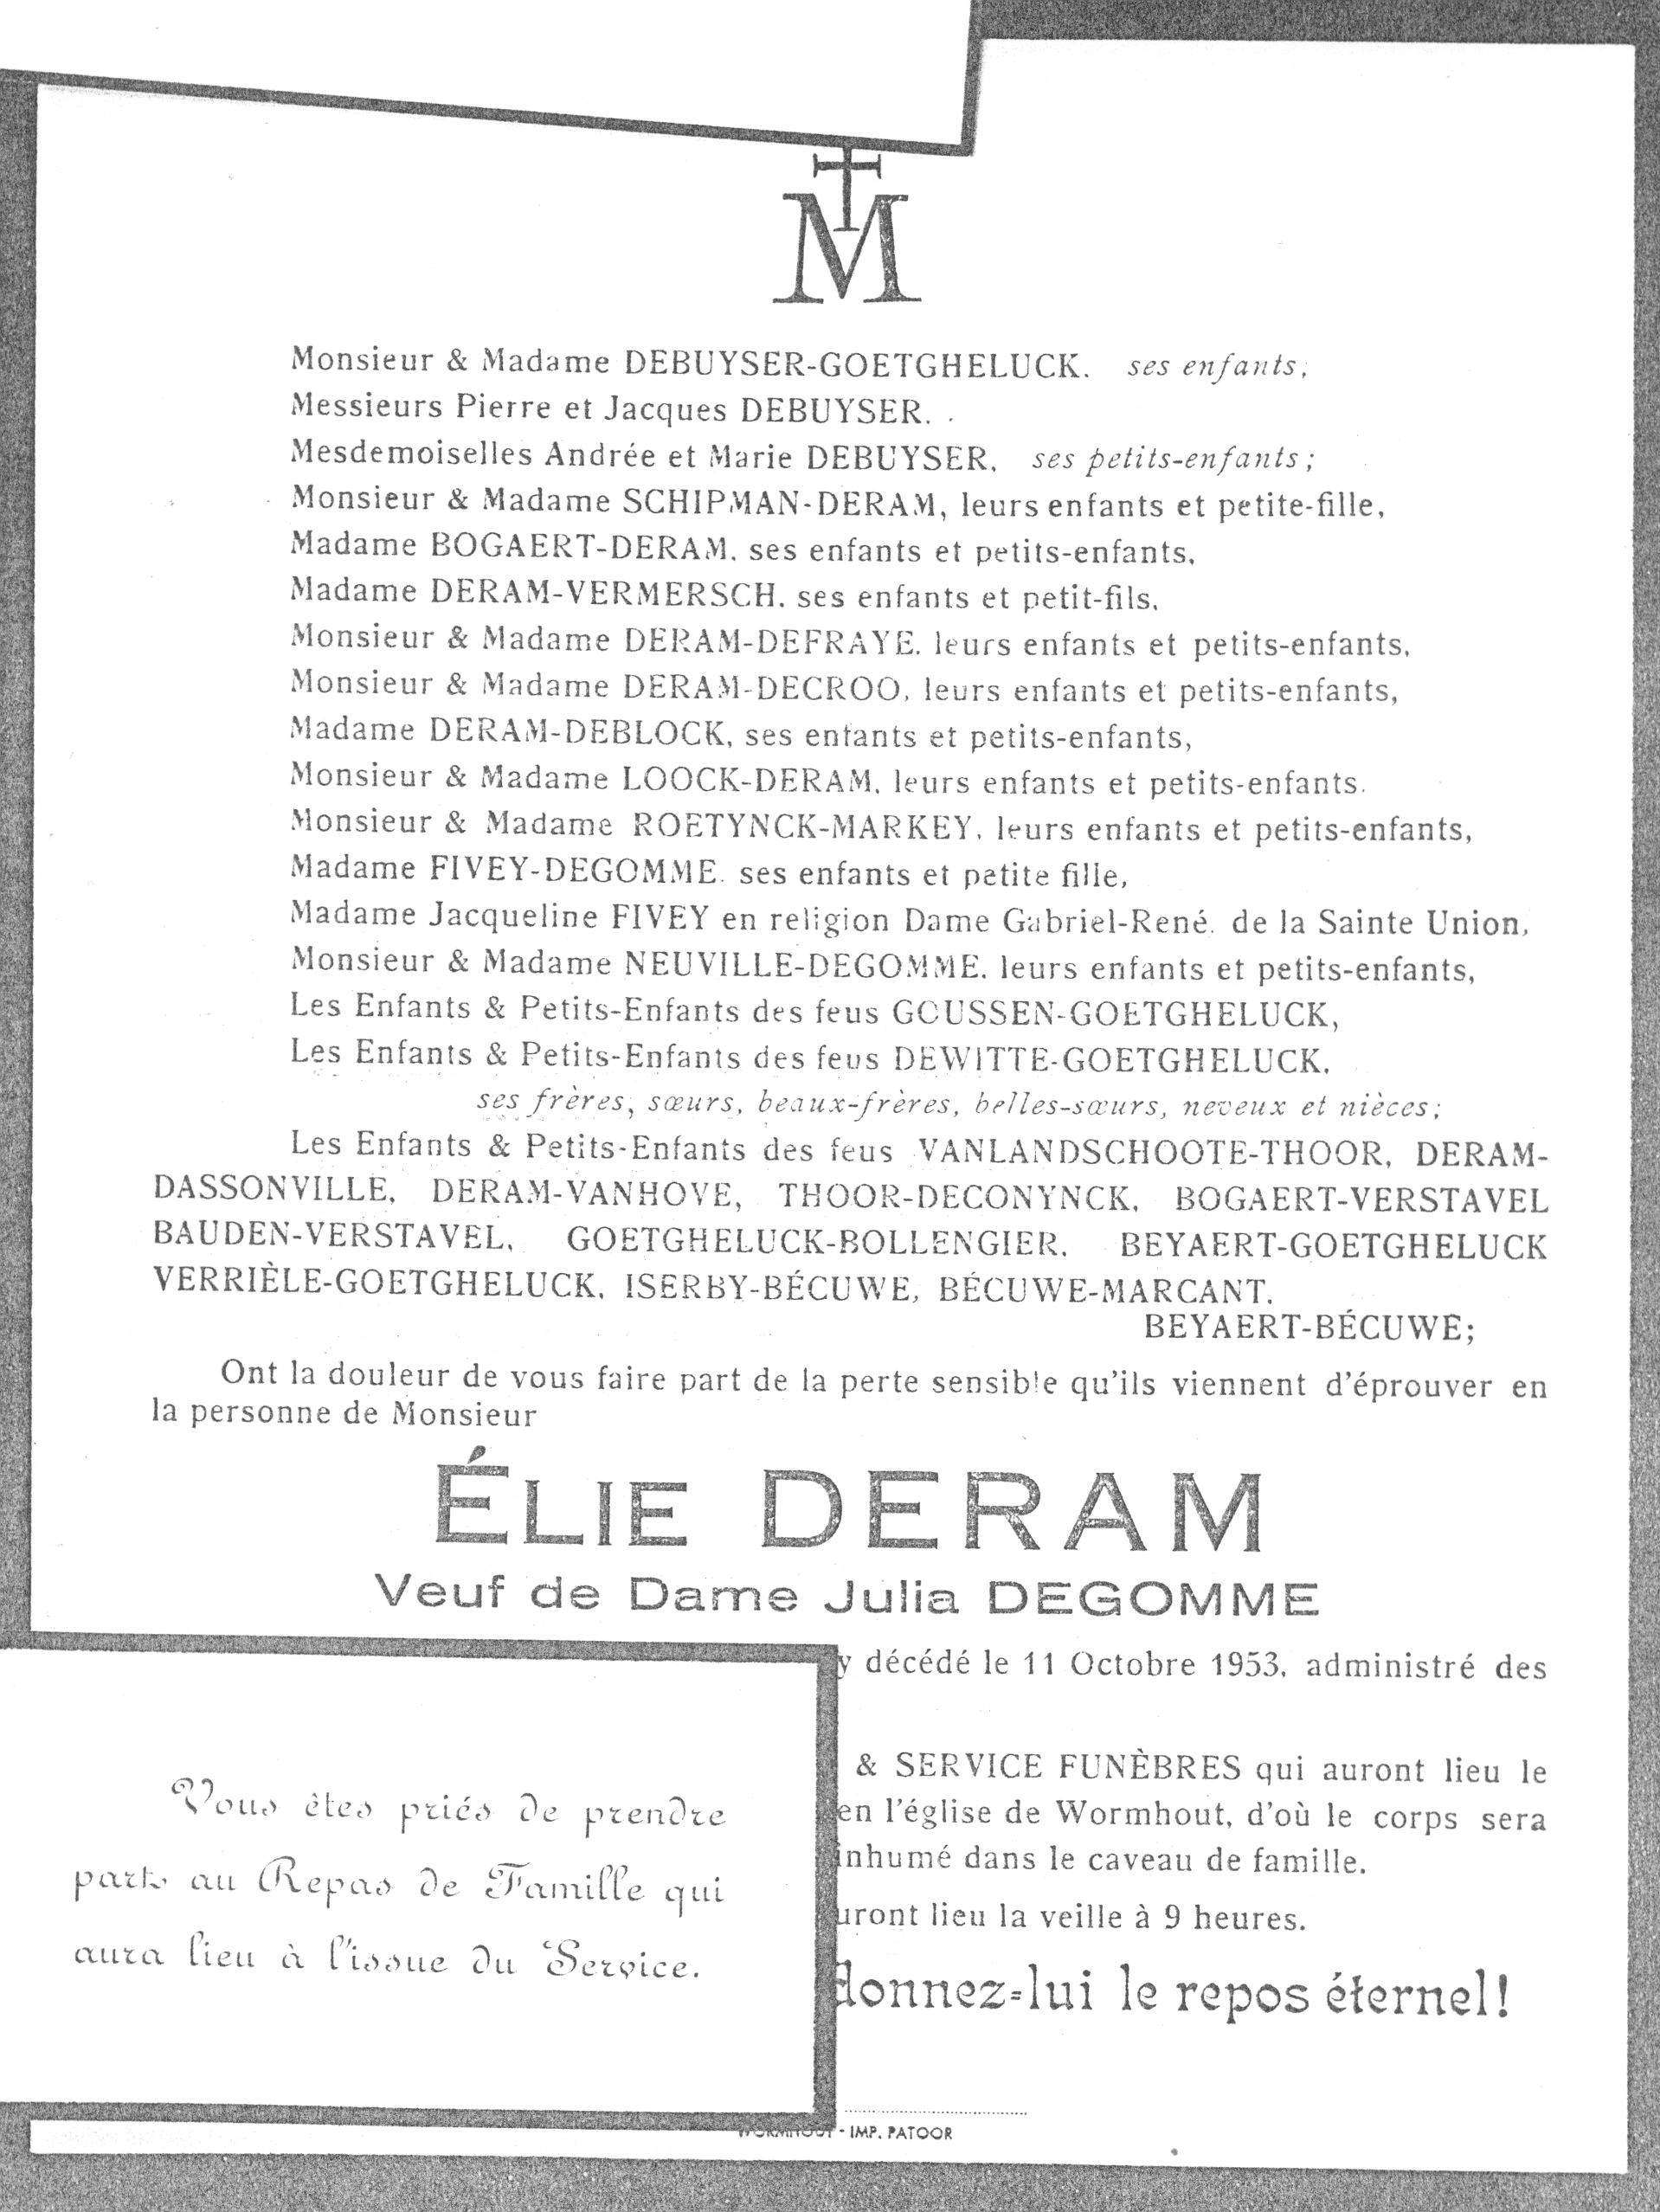 M
Monsieur & Madame DEBUYSER-GOETGHELUCK. ses enfants;
Messieurs Pierre et Jacques DEBUYSER. .
Mesdemoiselles Andrée et Marie DEBUYSER, ses petits-enfants;
Monsieur & Madame SCHIPMAN-DERAM, leurs enfants et petite-fille,
Madame BOGAERT-DERAM. ses enfants et petits-enfants,
Madame DERAM-VERMERSCH. ses enfants et petit-fils,
Monsieur & Madame DERAM-DEFRAYE. leurs enfants et petits-enfants,
Monsieur & Madame DERAM-DECROO, leurs enfants et petits-enfants,
Madame DERAM-DEBLOCK, ses enfants et petits-enfants,
Monsieur & Madame LOOCK-DERAM, leurs enfants et petits-enfants.
Monsieur & Madame ROETYNCK-MARKEY, leurs enfants et petits-enfants,
Madame FIVEY-DEGOMME. ses enfants et petite fille,
Madame Jacqueline FIVEY en religion Dame Gabriel-René. de la Sainte Union,
Monsieur & Madame NEUVILLE-DEGOMME. leurs enfants et petits-enfants,
Les Enfants & Petits-Enfants des feus GOUSSEN-GOETGHELUCK,
Les Enfants & Petits-Enfants des feus DEWITTE-GOETGHELUCK,
ses frères, sœurs, beaux-frères, belles-sœurs, neveux et nièces;
Les Enfants & Petits-Enfants des feus VANLANDSCHOOTE-THOOR, DERAM-
DASSONVILLE, DERAM-VANHOVE, THOOR-DECONYNCK, BOGAERT-VERSTAVEL
BAUDEN-VERSTAVEL, GOETGHELUCK-BOLLENGIER, BEYAERT-GOETGHELUCK
VERRIÈLE-GOETGHELUCK, ISERBY-BÉCUWE, BÉCUWE-MARCANT,
BEYAERT-BÉCUWE;
Ont la douleur de vous faire part de la perte sensible qu'ils viennent d'éprouver en
la personne de Monsieur
ÉLIE DERAM
Veuf de Dame Julia DEGOMME
y décédé le 11 Octobre 1953, administré des
& SERVICE FUNÈBRES qui auront lieu le
en l'église de Wormhout, d'où le corps sera
inhumé dans le caveau de famille.
uront lieu la veille à 9 heures.
donnez-lui le repos éternel!
Vous êtes priés de prendre
part au Repas de Famille qui
aura lieu à l'issue du Service.
WORMHOUT - IMP. PATOOR